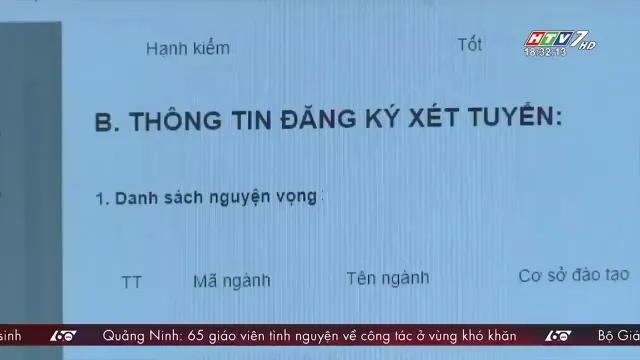 Hạnh kiểm Tốt
HTV7 HD
18:32:13
B. THÔNG TIN ĐĂNG KÝ XÉT TUYỂN:
1. Danh sách nguyện vọng:
TT Mã ngành Tên ngành Cơ sở đào tạo
sinh 60 Quảng Ninh: 65 giáo viên tình nguyện về công tác ở vùng khó khăn 60 Bộ Giá